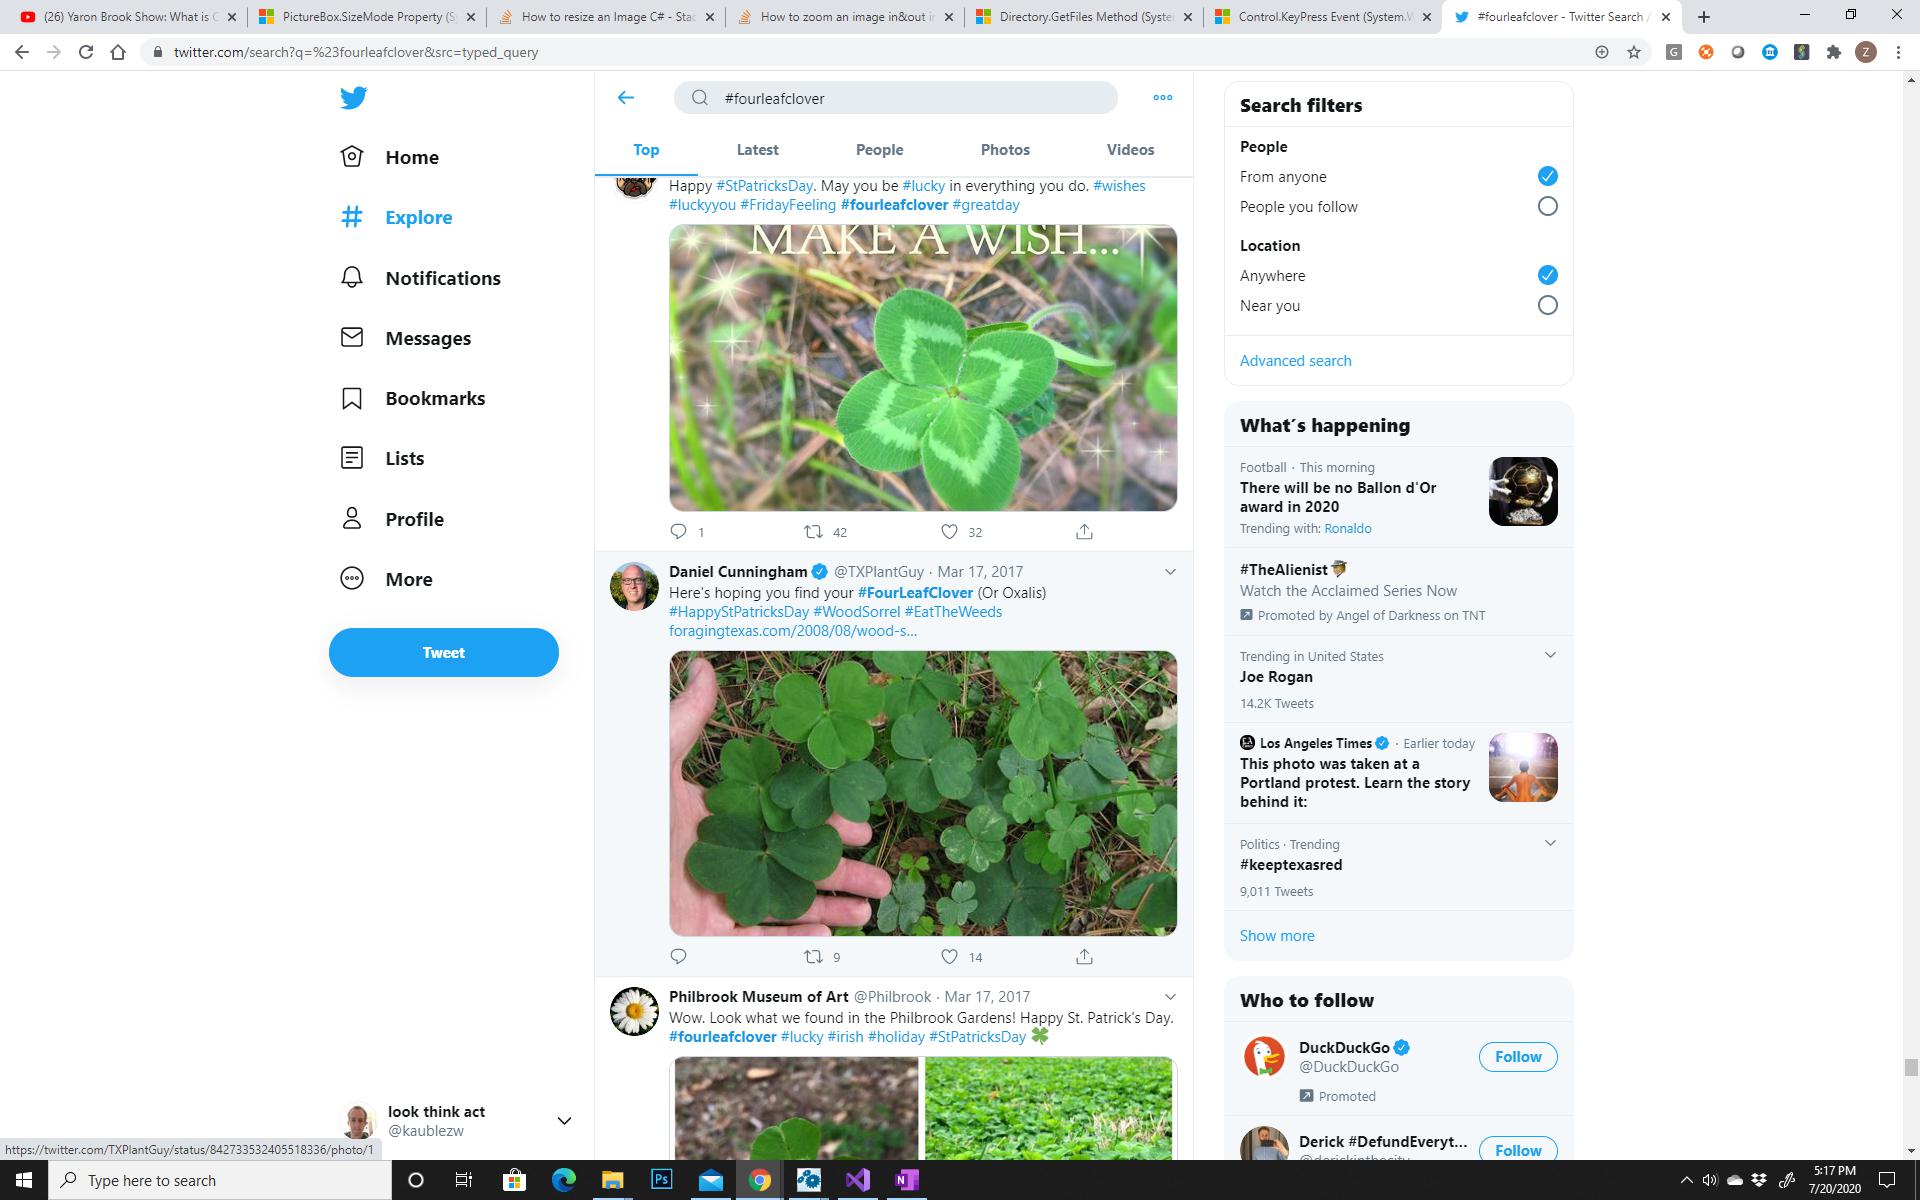 (26) Yaron Brook Show: What is C
PictureBox.SizeMode Property (S
How to resize an Image C# - Stac
How to zoom an image in&out i
Directory.GetFiles Method (Syste
Control.KeyPress Event (System.W
#fourleafclover - Twitter Search /
twitter.com/search?q=%23fourleafclover&src=typed_query
G
Z
Home
Explore
Notifications
Messages
Bookmarks
Lists
Profile
More
Tweet
look think act
@kaublezw
https://twitter.com/TXPlantGuy/status/842733532405518336/photo/1
#fourleafclover
Top Latest People Photos Videos
Happy #StPatricksDay. May you be #lucky in everything you do. #wishes
#luckyyou #FridayFeeling #fourleafclover #greatday
MAKE A WISH...
1 42 32
Daniel Cunningham @TXPlantGuy · Mar 17, 2017
Here's hoping you find your #FourLeafClover (Or Oxalis)
#HappyStPatricksDay #WoodSorrel #EatTheWeeds
foragingtexas.com/2008/08/wood-s...
9 14
Philbrook Museum of Art @Philbrook · Mar 17, 2017
Wow. Look what we found in the Philbrook Gardens! Happy St. Patrick's Day.
#fourleafclover #lucky #irish #holiday #StPatricksDay
Search filters
People
From anyone
People you follow
Location
Anywhere
Near you
Advanced search
What's happening
Football · This morning
There will be no Ballon d'Or
award in 2020
Trending with: Ronaldo
#TheAlienist
Watch the Acclaimed Series Now
Promoted by Angel of Darkness on TNT
Trending in United States
Joe Rogan
14.2K Tweets
Los Angeles Times · Earlier today
This photo was taken at a
Portland protest. Learn the story
behind it:
Politics · Trending
#keeptexasred
9,011 Tweets
Show more
Who to follow
DuckDuckGo
@DuckDuckGo
Follow
Promoted
Derick #DefundEveryt...
Follow
Type here to search
Ps
N
5:17 PM
7/20/2020